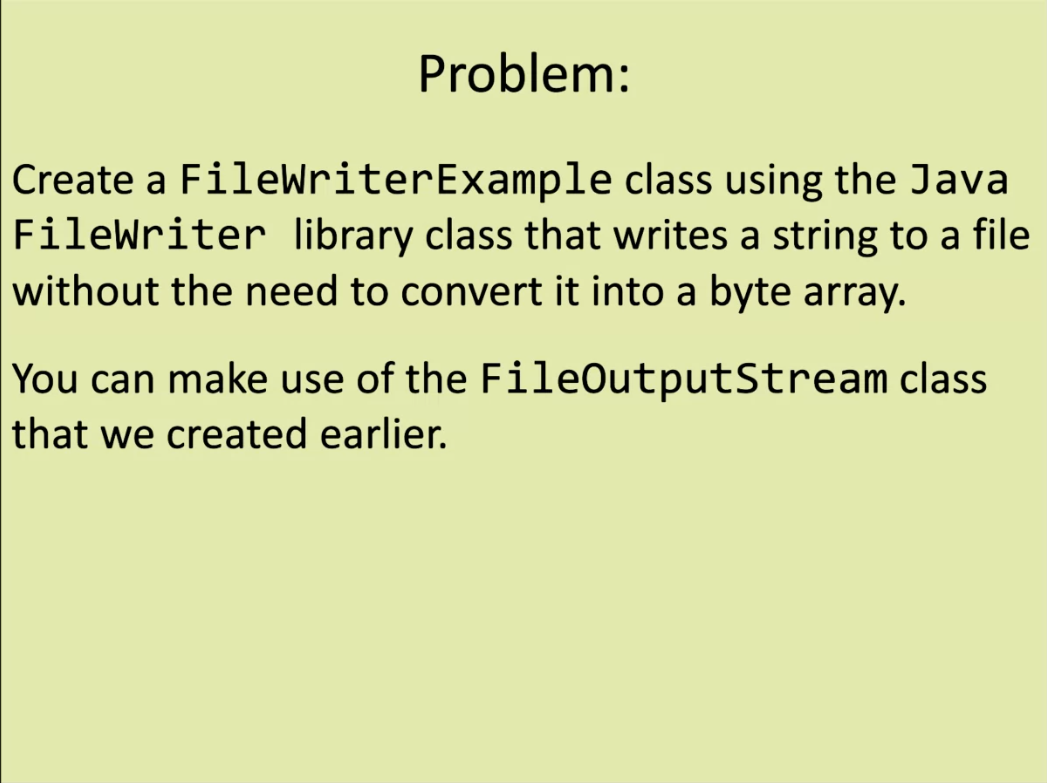 Problem:
Create a FileWriterExample class using the Java
FileWriter library class that writes a string to a file
without the need to convert it into a byte array.
You can make use of the FileOutputStream class
that we created earlier.